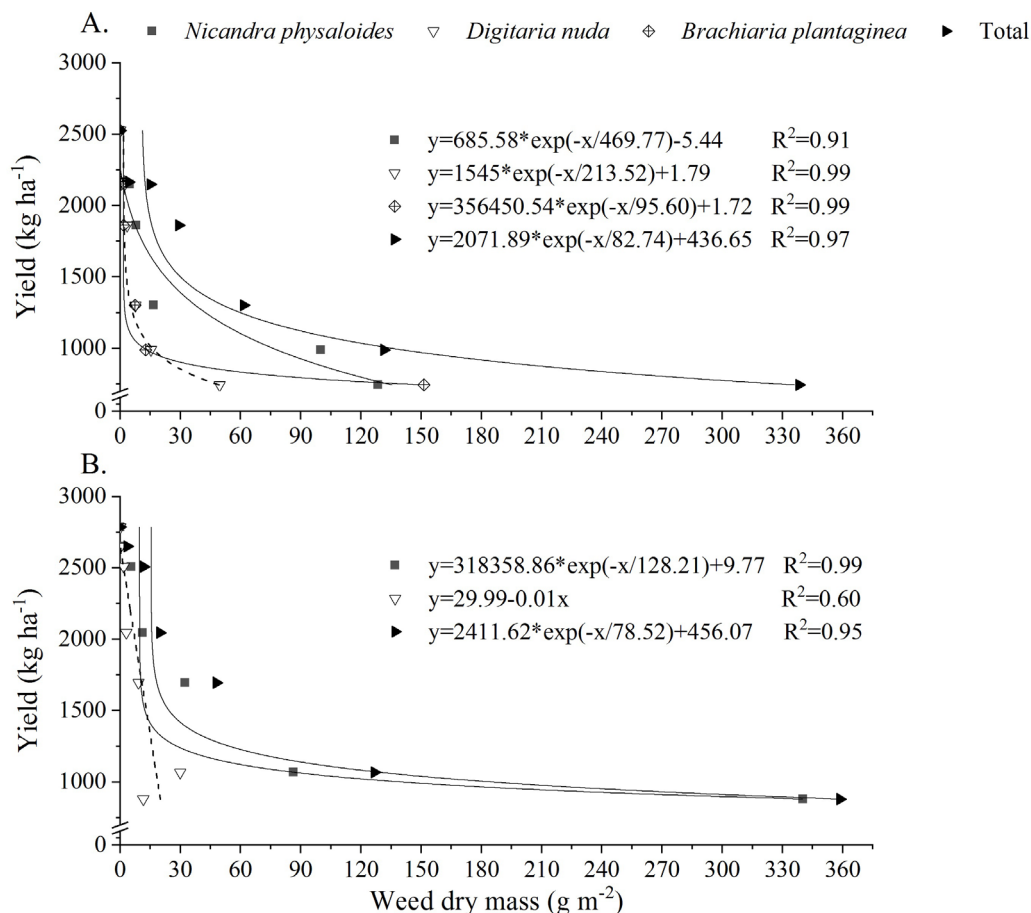 A. Nicandra physaloides Digitaria nuda Brachiaria plantaginea Total
3000
2500
2000
1500
1000
0
Yield (kg ha⁻¹)
y=685.58*exp(-x/469.77)-5.44 R²=0.91
y=1545*exp(-x/213.52)+1.79 R²=0.99
y=356450.54*exp(-x/95.60)+1.72 R²=0.99
y=2071.89*exp(-x/82.74)+436.65 R²=0.97
0 30 60 90 120 150 180 210 240 270 300 330 360
B.
3000
2500
2000
1500
1000
0
Yield (kg ha⁻¹)
y=318358.86*exp(-x/128.21)+9.77 R²=0.99
y=29.99-0.01x R²=0.60
y=2411.62*exp(-x/78.52)+456.07 R²=0.95
0 30 60 90 120 150 180 210 240 270 300 330 360
Weed dry mass (g m⁻²)